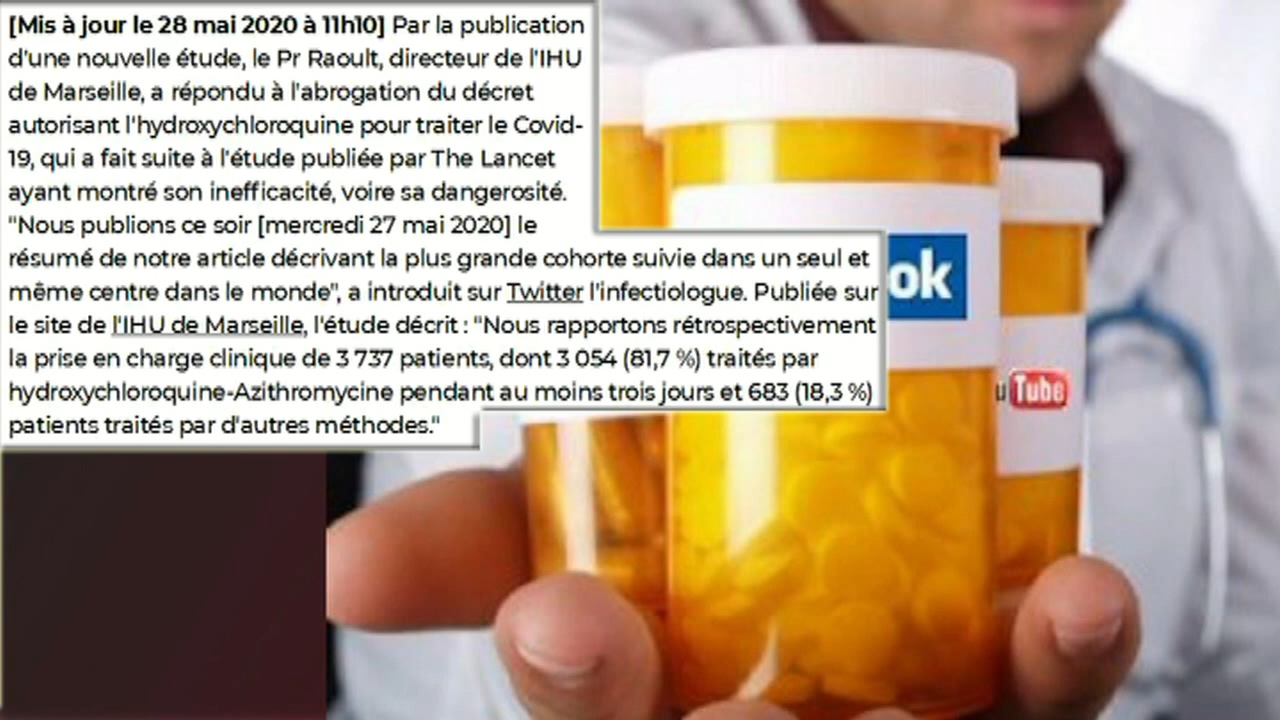 [Mis à jour le 28 mai 2020 à 11h10] Par la publication
d'une nouvelle étude, le Pr Raoult, directeur de l'IHU
de Marseille, a répondu à l'abrogation du décret
autorisant l'hydroxychloroquine pour traiter le Covid-
19, qui a fait suite à l'étude publiée par The Lancet
ayant montré son inefficacité, voire sa dangerosité.
"Nous publions ce soir [mercredi 27 mai 2020] le
résumé de notre article décrivant la plus grande cohorte suivie dans un seul et
même centre dans le monde", a introduit sur Twitter l'infectiologue. Publiée sur
le site de l'IHU de Marseille, l'étude décrit : "Nous rapportons rétrospectivement
la prise en charge clinique de 3 737 patients, dont 3 054 (81,7 %) traités par
hydroxychloroquine-Azithromycine pendant au moins trois jours et 683 (18,3 %)
patients traités par d'autres méthodes."
ok
u Tube